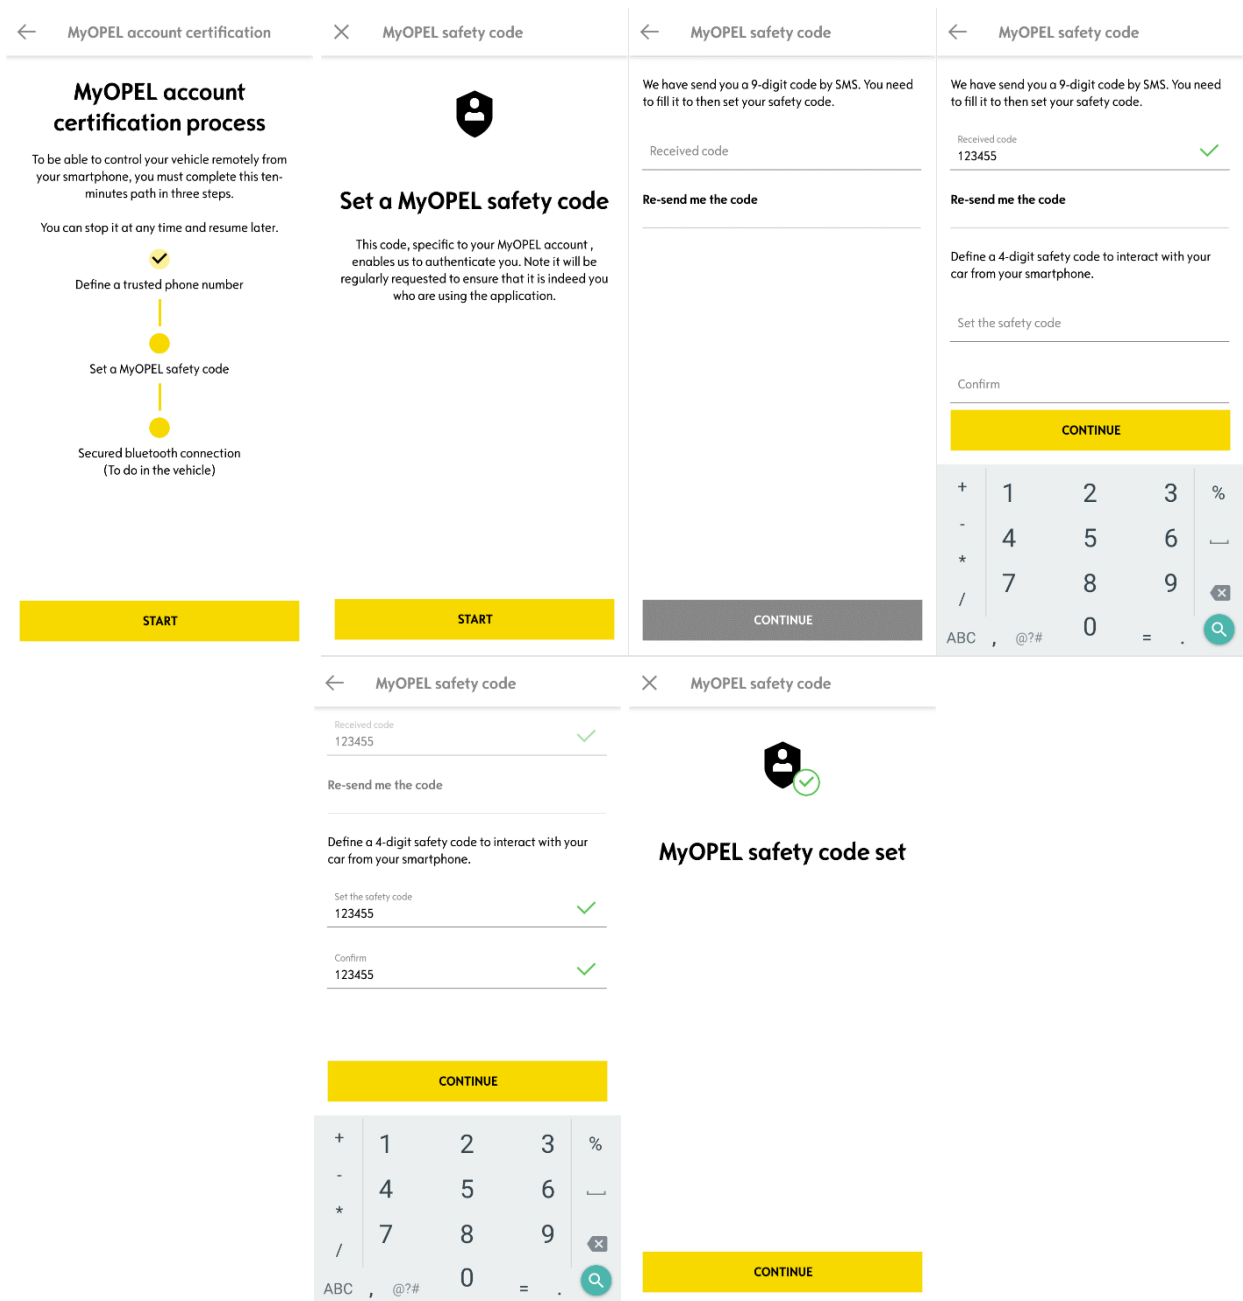 MyOPEL account certification
MyOPEL account
certification process
To be able to control your vehicle remotely from
your smartphone, you must complete this ten-
minutes path in three steps.
You can stop it at any time and resume later.
Define a trusted phone number
Set a MyOPEL safety code
Secured bluetooth connection
(To do in the vehicle)
START
MyOPEL safety code
Set a MyOPEL safety code
This code, specific to your MyOPEL account ,
enables us to authenticate you. Note it will be
regularly requested to ensure that it is indeed you
who are using the application.
START
MyOPEL safety code
We have send you a 9-digit code by SMS. You need
to fill it to then set your safety code.
Received code
Re-send me the code
CONTINUE
MyOPEL safety code
We have send you a 9-digit code by SMS. You need
to fill it to then set your safety code.
Received code
123455
Re-send me the code
Define a 4-digit safety code to interact with your
car from your smartphone.
Set the safety code
Confirm
CONTINUE
+ 1 2 3 %
- 4 5 6
* 7 8 9
/
ABC , @?# 0 = .
MyOPEL safety code
Received code
123455
Re-send me the code
Define a 4-digit safety code to interact with your
car from your smartphone.
Set the safety code
123455
Confirm
123455
CONTINUE
+ 1 2 3 %
- 4 5 6
* 7 8 9
/
ABC , @?# 0 = .
MyOPEL safety code
MyOPEL safety code set
CONTINUE